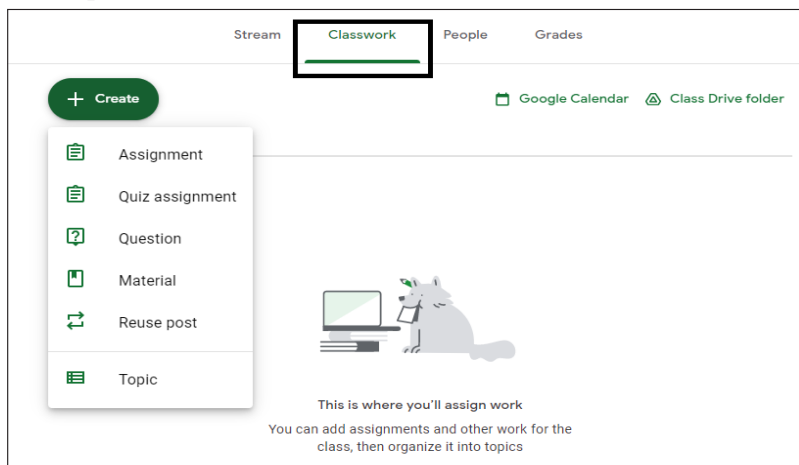 Stream Classwork People Grades
+ Create Google Calendar Class Drive folder
Assignment
Quiz assignment
Question
Material
Reuse post
Topic
This is where you'll assign work
You can add assignments and other work for the
class, then organize it into topics